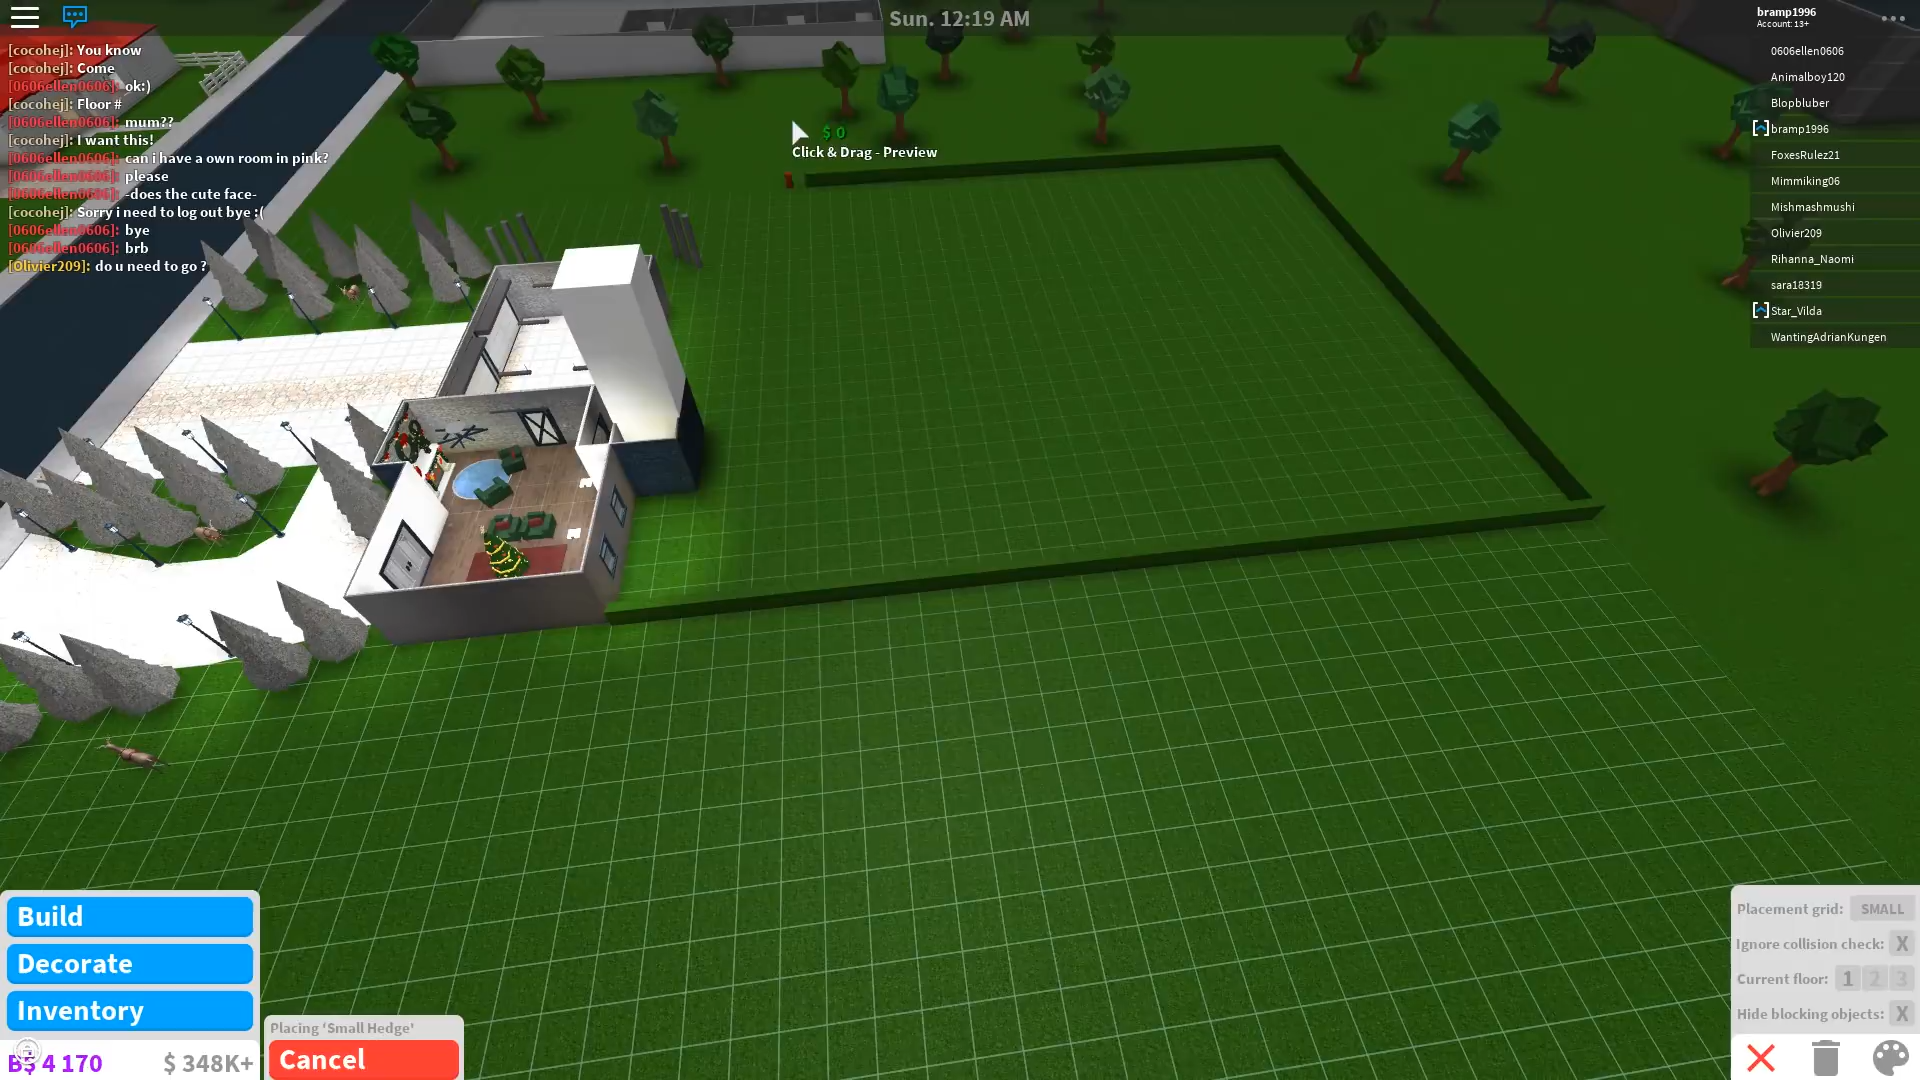 Sun. 12:19 AM
bramp1996
Account: 13+
[cocohej]: You know
[cocohej]: Come
[0606ellen0606]: ok:)
[cocohej]: Floor #
[0606ellen0606]: mum??
[cocohej]: I want this!
[0606ellen0606]: can i have a own room in pink?
[0606ellen0606]: please
[0606ellen0606]: -does the cute face-
[cocohej]: Sorry i need to log out bye :(
[0606ellen0606]: bye
[0606ellen0606]: brb
[Olivier209]: do u need to go ?
$ 0
Click & Drag - Preview
0606ellen0606
Animalboy120
Blopbluber
bramp1996
FoxesRulez21
Mimmiking06
Mishmashmushi
Olivier209
Rihanna_Naomi
sara18319
Star_Vilda
WantingAdrianKungen
Build
Decorate
Inventory
B$ 4 170
$ 348K+
Placing 'Small Hedge'
Cancel
Placement grid: SMALL
Ignore collision check: X
Current floor: 1 2 3
Hide blocking objects: X